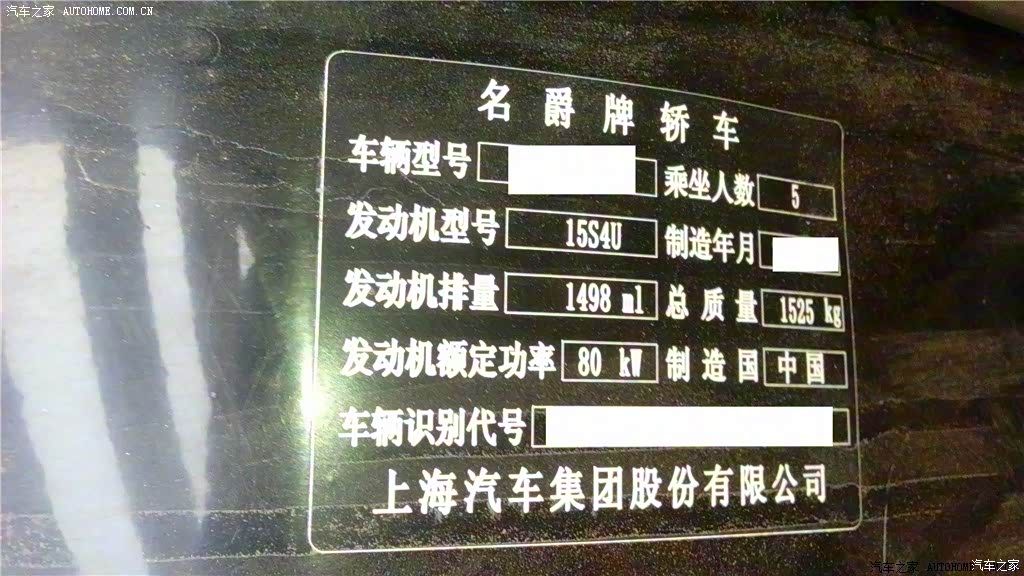 汽车之家 AUTOHOME.COM.CN
名爵牌轿车
车辆型号 乘坐人数 5
发动机型号 15S4U 制造年月
发动机排量 1498 ml 总质量 1525 kg
发动机额定功率 80 kW 制造国 中国
车辆识别代号
上海汽车集团股份有限公司
汽车之家 AUTOHOME 汽车之家